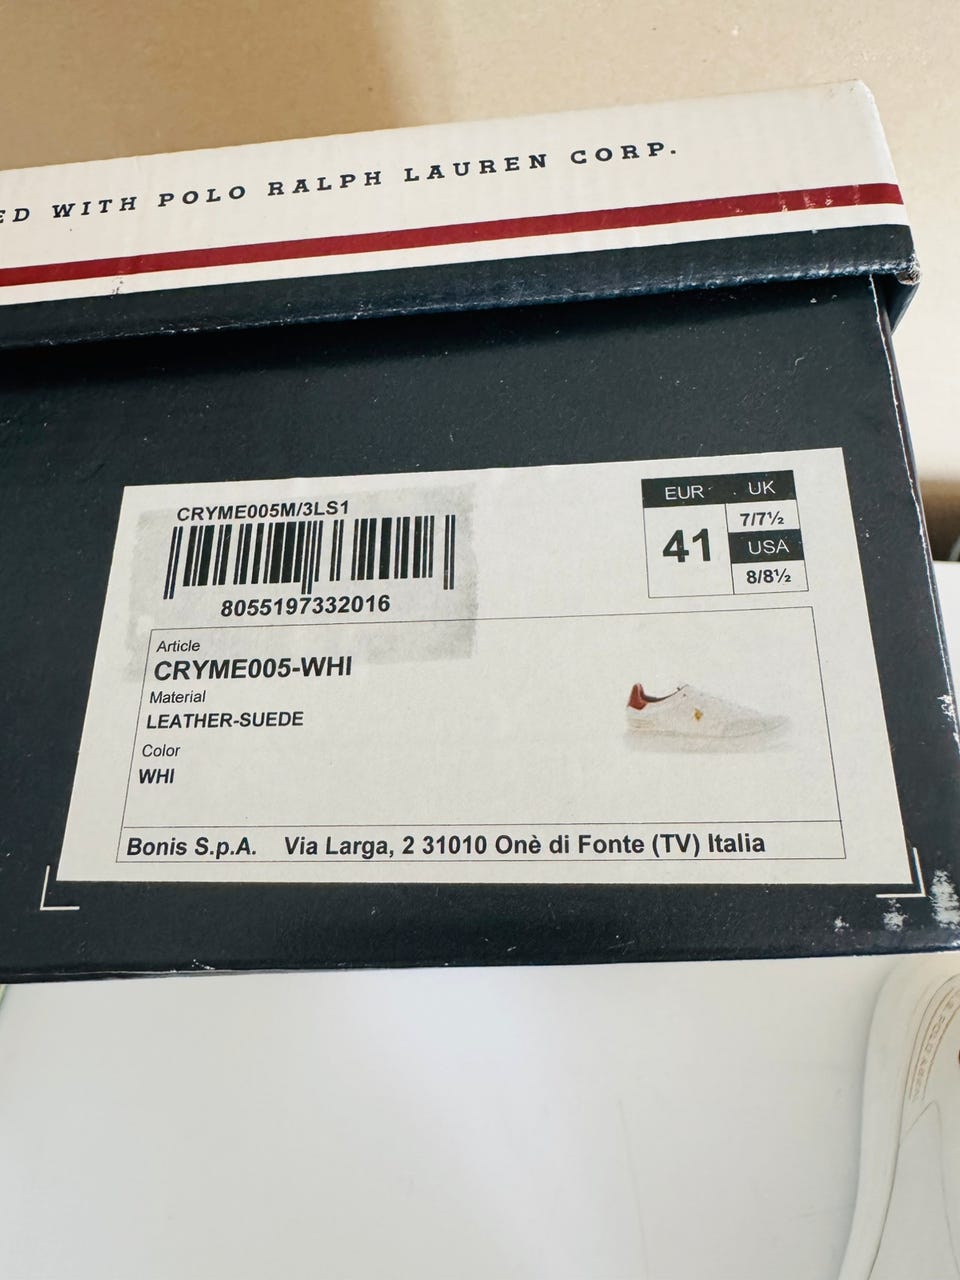 WITH POLO RALPH LAUREN CORP.
CRYME005M/3LS1
8055197332016
EUR UK
41 7/7½
USA
8/8½
Article
CRYME005-WHI
Material
LEATHER-SUEDE
Color
WHI
Bonis S.p.A. Via Larga, 2 31010 Onè di Fonte (TV) Italia